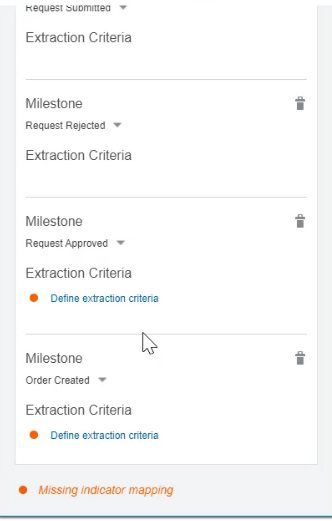 Request Submitted
Extraction Criteria
Milestone
Request Rejected
Extraction Criteria
Milestone
Request Approved
Extraction Criteria
Define extraction criteria
Milestone
Order Created
Extraction Criteria
Define extraction criteria
Missing indicator mapping